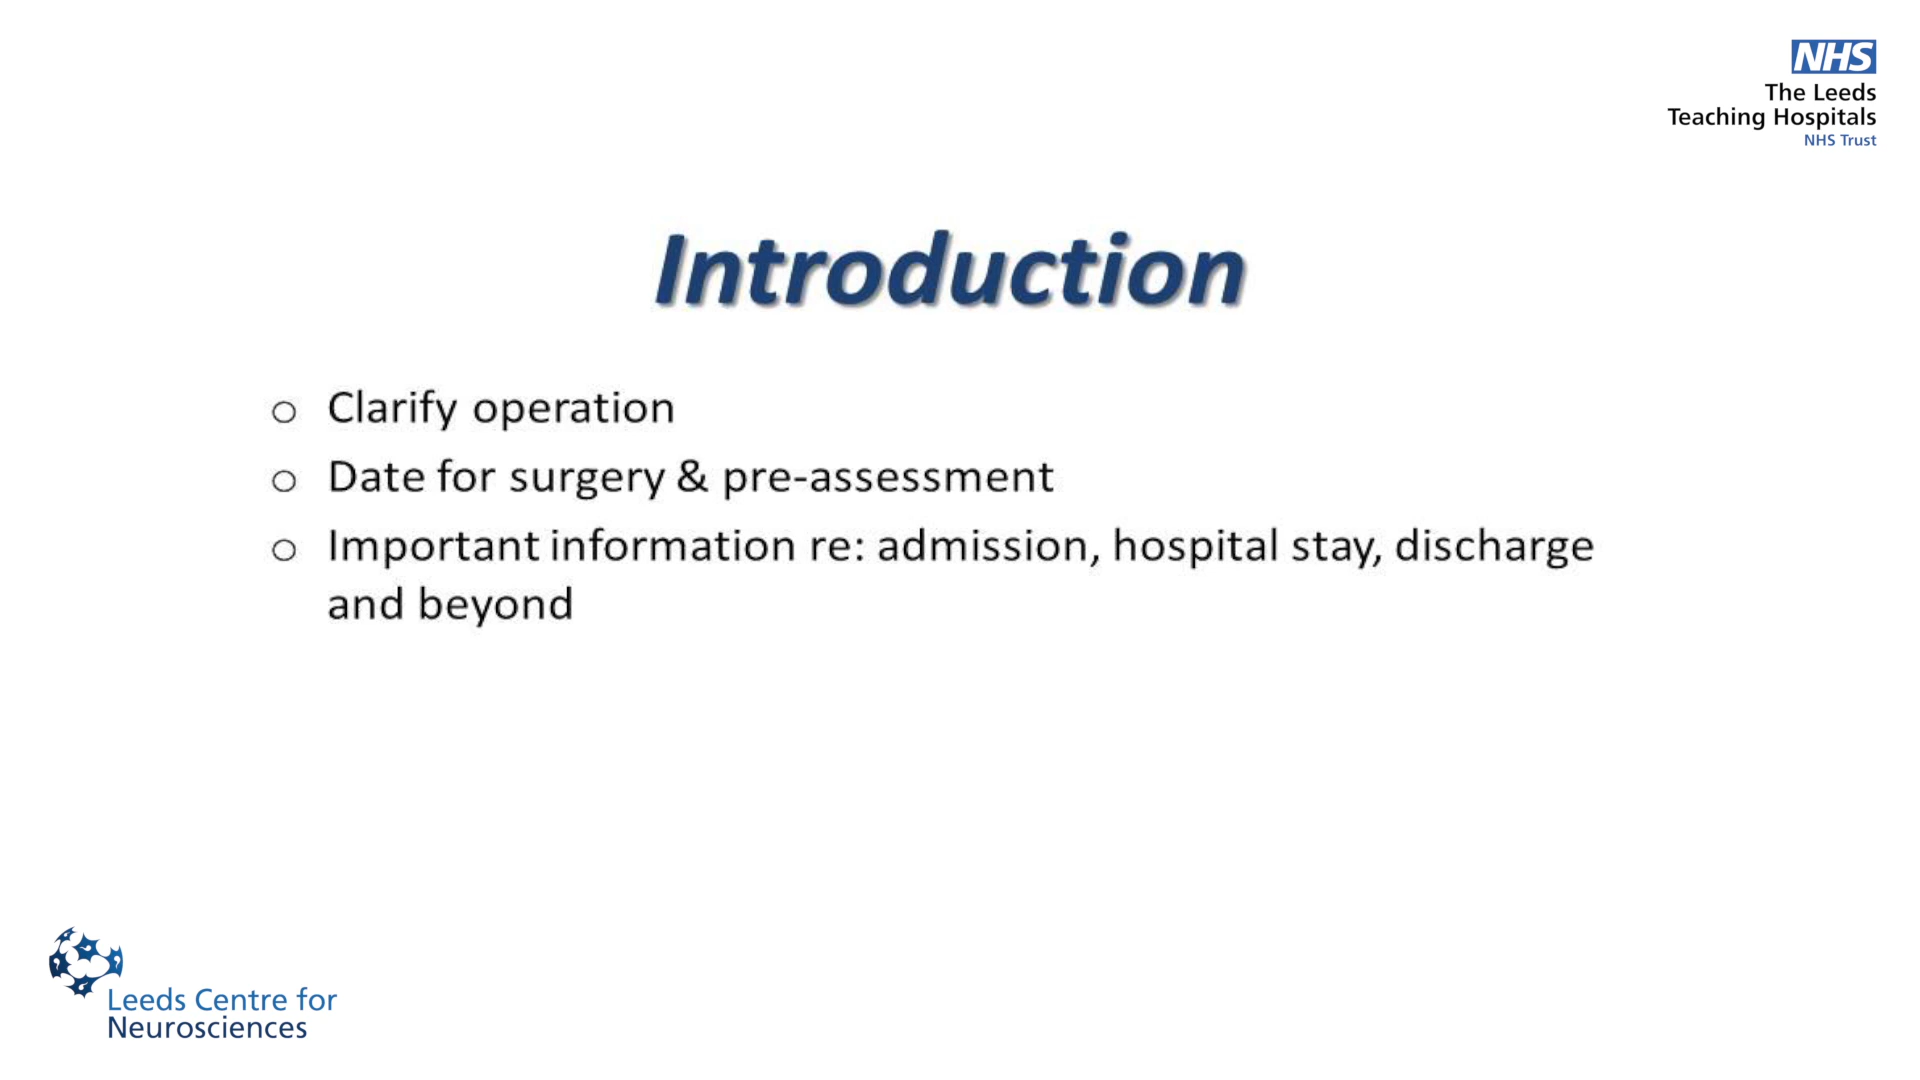 NHS
The Leeds
Teaching Hospitals
NHS Trust
Introduction
o Clarify operation
o Date for surgery & pre-assessment
o Important information re: admission, hospital stay, discharge
and beyond
Leeds Centre for
Neurosciences